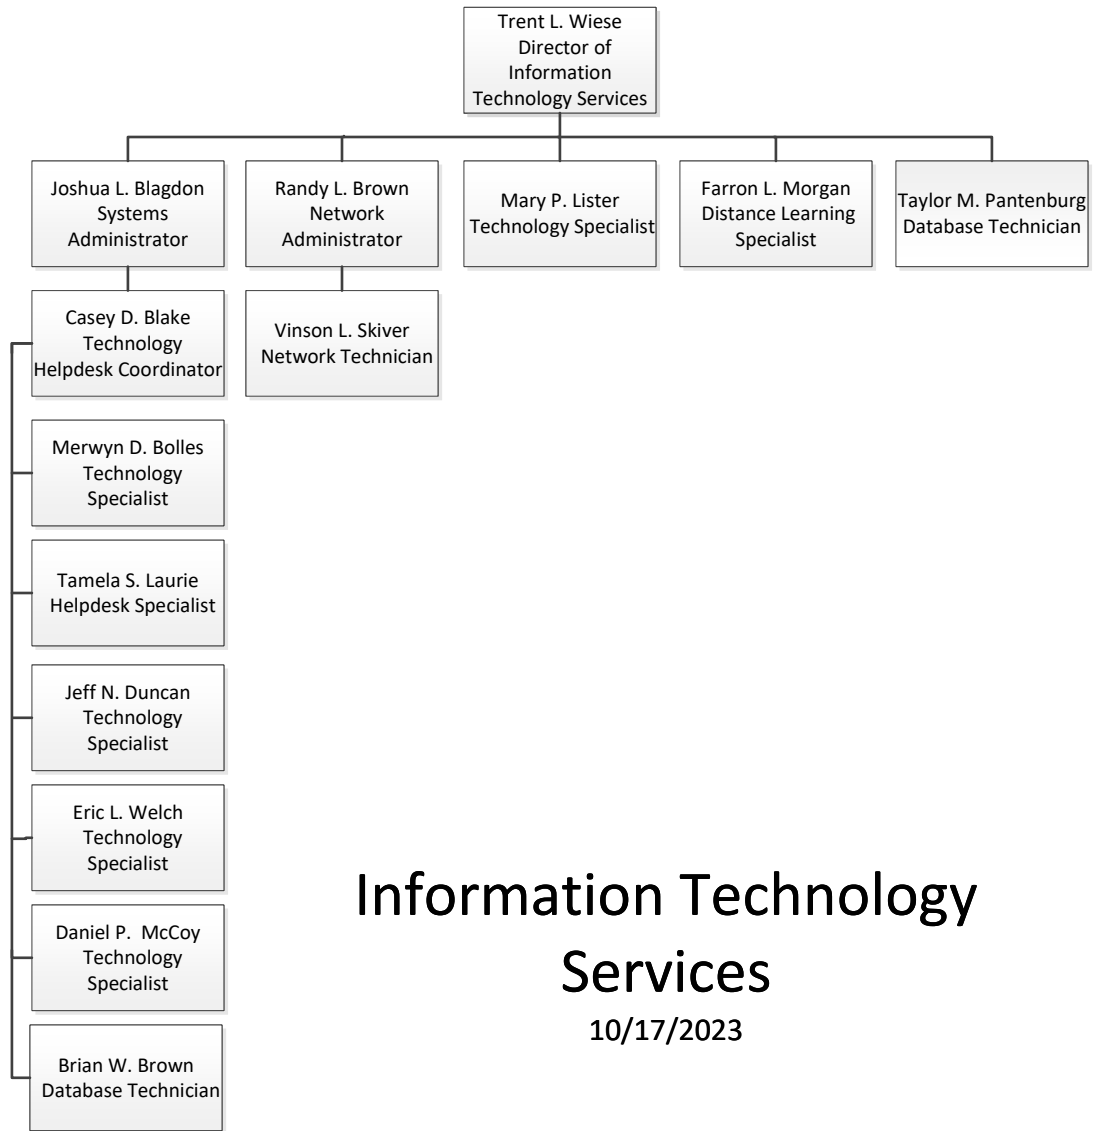 Trent L. Wiese
Director of
Information
Technology Services
Joshua L. Blagdon
Systems
Administrator
Randy L. Brown
Network
Administrator
Mary P. Lister
Technology Specialist
Farron L. Morgan
Distance Learning
Specialist
Taylor M. Pantenburg
Database Technician
Casey D. Blake
Technology
Helpdesk Coordinator
Vinson L. Skiver
Network Technician
Merwyn D. Bolles
Technology
Specialist
Tamela S. Laurie
Helpdesk Specialist
Jeff N. Duncan
Technology
Specialist
Eric L. Welch
Technology
Specialist
Daniel P.  McCoy
Technology
Specialist
Brian W. Brown
Database Technician
Information Technology
Services
10/17/2023